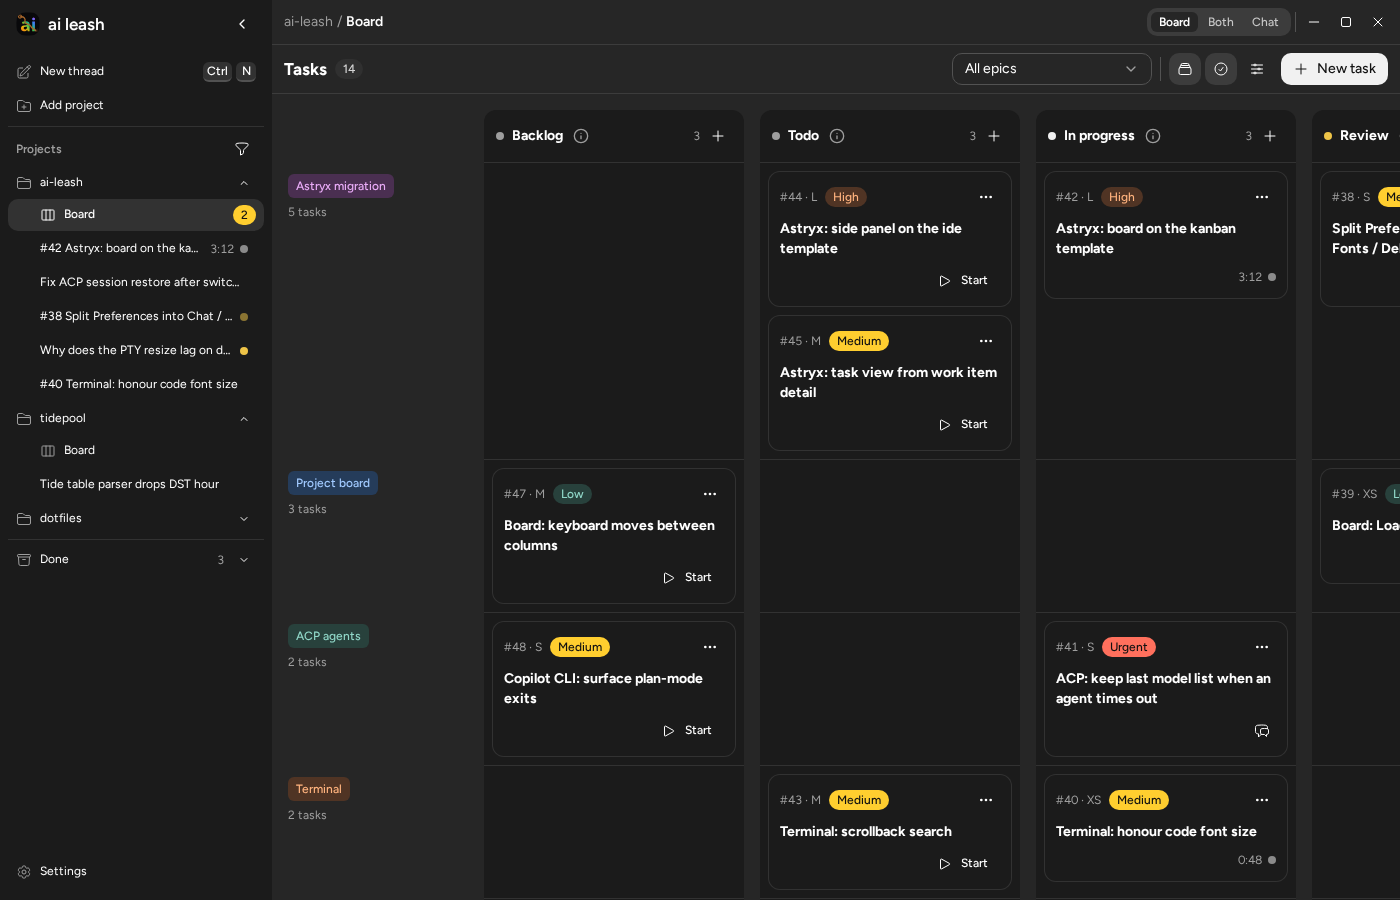 ai leash
New thread
Ctrl N
Add project
Projects
ai-leash
Board
2
#42 Astryx: board on the ka...
3:12
Fix ACP session restore after switc...
#38 Split Preferences into Chat / ...
Why does the PTY resize lag on d...
#40 Terminal: honour code font size
tidepool
Board
Tide table parser drops DST hour
dotfiles
Done
3
Settings
ai-leash / Board
Board
Both
Chat
Tasks
14
All epics
New task
Backlog
3
Todo
3
In progress
3
Review
Astryx migration
5 tasks
#44 · L
High
Astryx: side panel on the ide
template
Start
#45 · M
Medium
Astryx: task view from work item
detail
Start
#42 · L
High
Astryx: board on the kanban
template
3:12
#38 · S
Me
Split Prefe
Fonts / De
Project board
3 tasks
#47 · M
Low
Board: keyboard moves between
columns
Start
#39 · XS
Board: Loa
ACP agents
2 tasks
#48 · S
Medium
Copilot CLI: surface plan-mode
exits
Start
#41 · S
Urgent
ACP: keep last model list when an
agent times out
Terminal
2 tasks
#43 · M
Medium
Terminal: scrollback search
Start
#40 · XS
Medium
Terminal: honour code font size
0:48